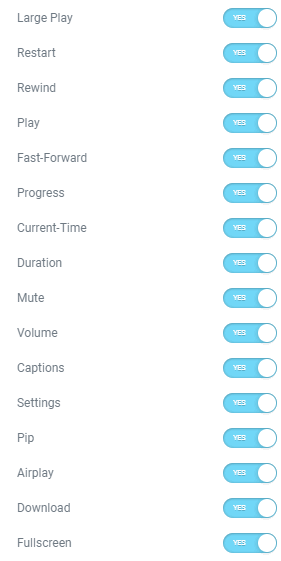 Large Play YES
Restart YES
Rewind YES
Play YES
Fast-Forward YES
Progress YES
Current-Time YES
Duration YES
Mute YES
Volume YES
Captions YES
Settings YES
Pip YES
Airplay YES
Download YES
Fullscreen YES